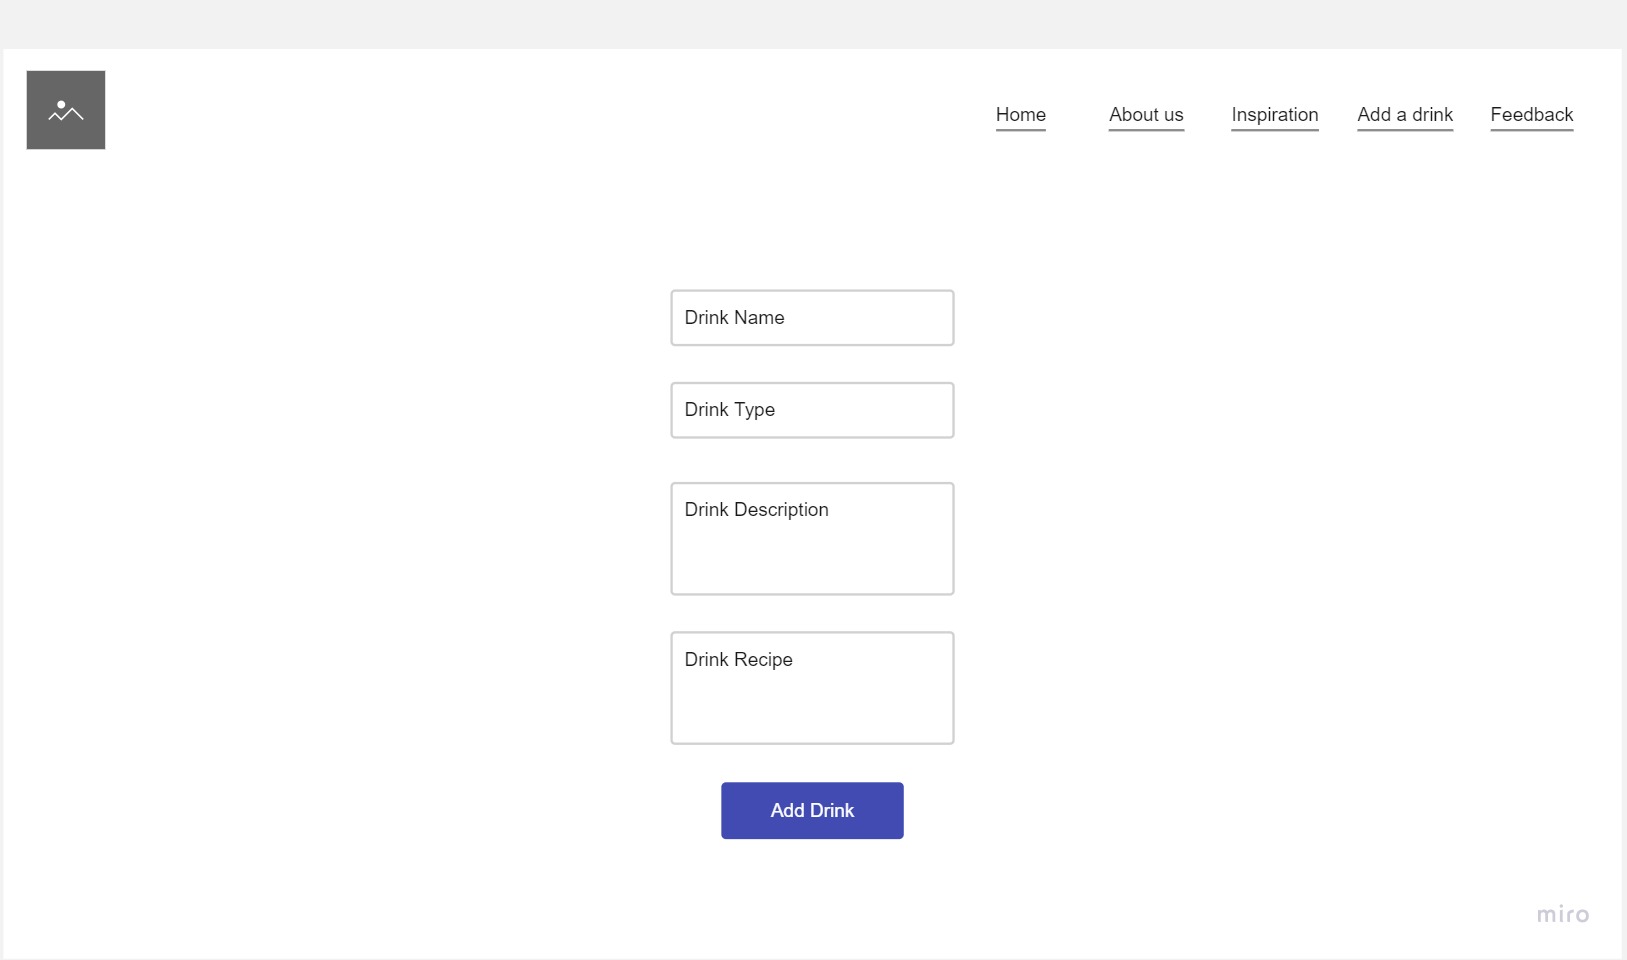 Home About us Inspiration Add a drink Feedback
Drink Name
Drink Type
Drink Description
Drink Recipe
Add Drink
miro